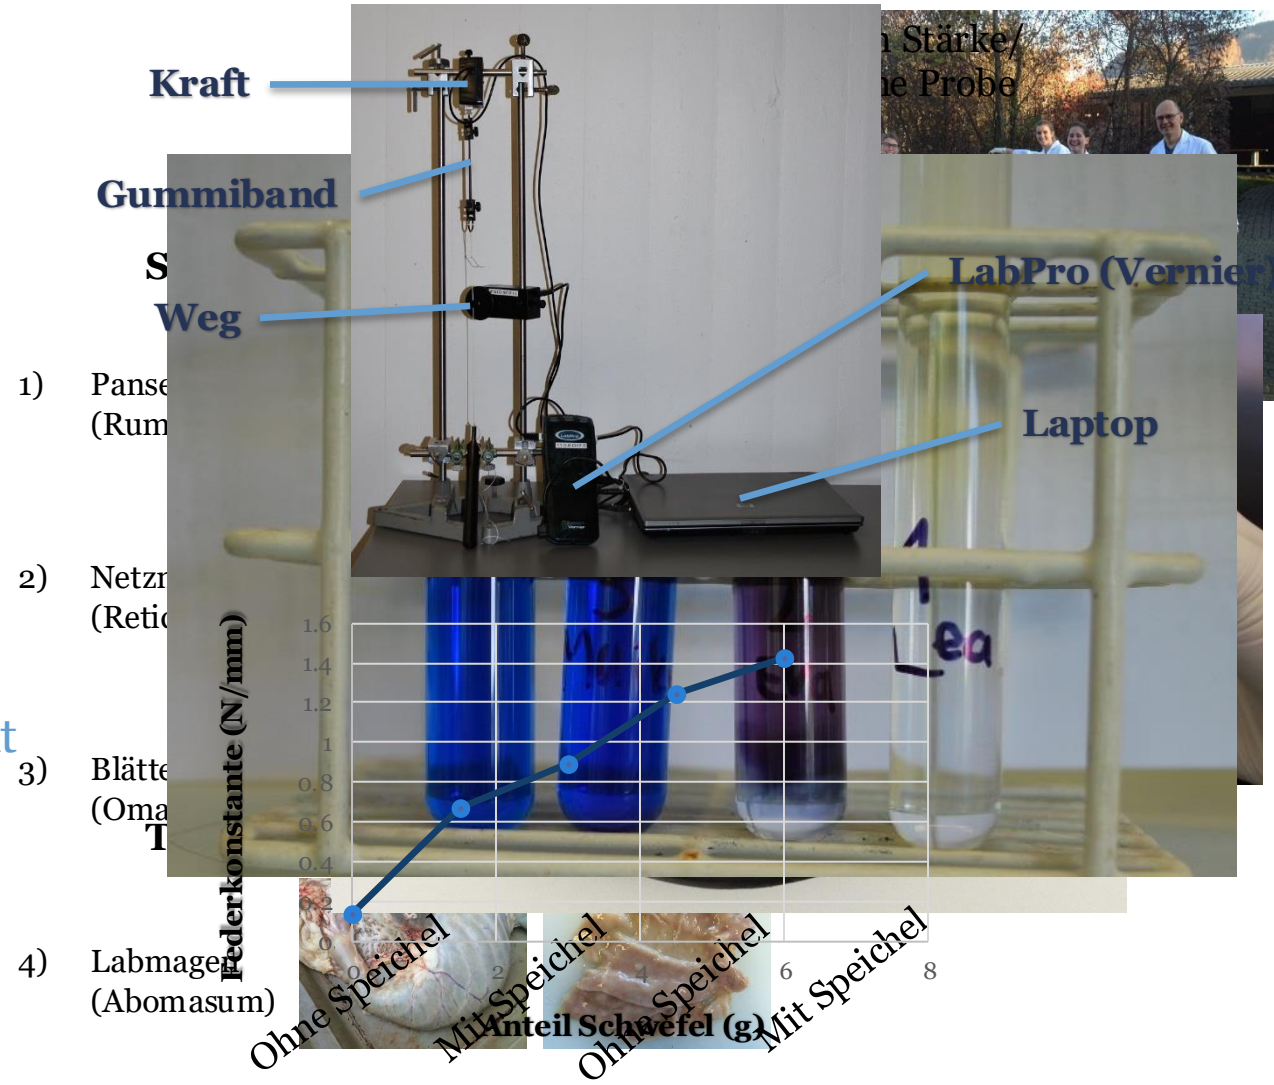 n Stärke/
ne Probe
Kraft
Gummiband
S
LabPro (Vernier)
Weg
1) Panse
(Rum
Laptop
1
Lea
2) Netzm
(Retic
t
3) Blätte
(Oma
T
Federkonstante (N/mm)
1.6
1.4
1.2
1
0.8
0.6
0.4
0.2
0
0 2 4 6 8
4) Labmagen
(Abomasum)
Ohne Speichel
Mit Speichel
Ohne Speichel
Mit Speichel
Anteil Schwefel (g)